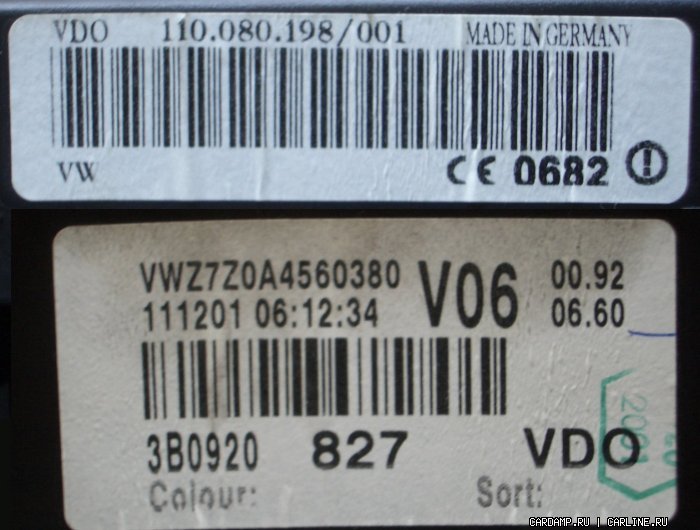 VDO 110.080.198/001 MADE IN GERMANY
VW CE 0682
VWZ7Z0A4560380 V06 00.92
111201 06:12:34 06.60
3B0920 827 VDO
Colour: Sort:
2001
CARDAMP.RU | CARLINE.RU